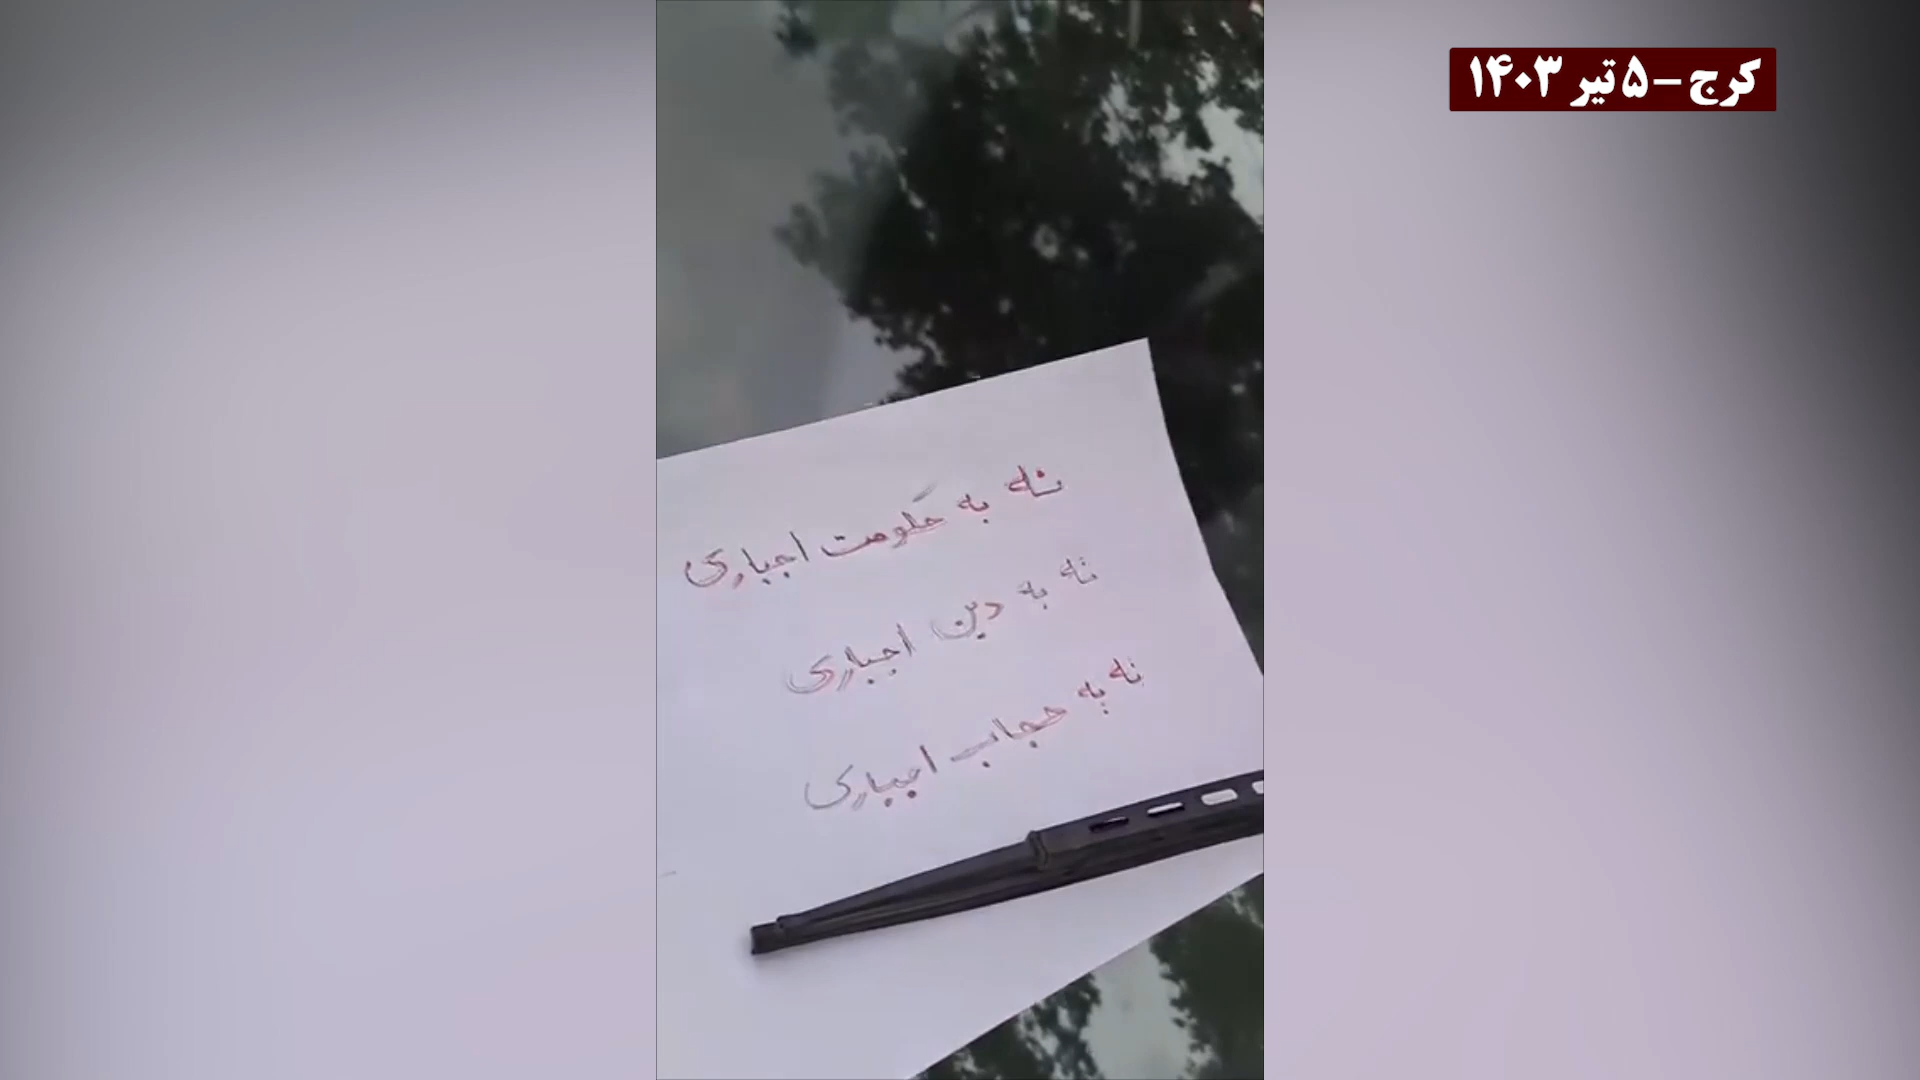 کرج – ۵ تیر ۱۴۰۳
نه به حکومت اجباری
نه به دین اجباری
نه به حجاب اجباری